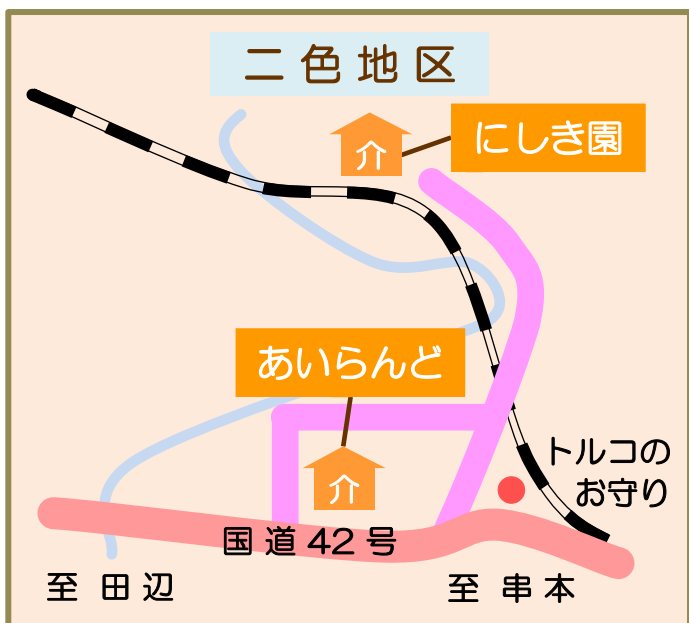 二色地区
介
にしき園
あいらんど
介
トルコの
お守り
国道42号
至 田辺
至 串本